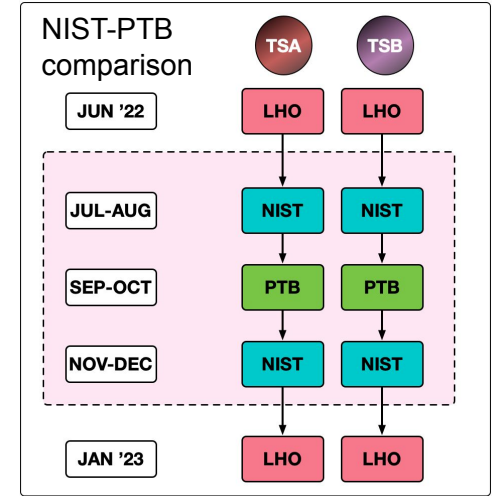 NIST-PTB
comparison
TSA TSB
JUN ’22 LHO LHO
JUL-AUG NIST NIST
SEP-OCT PTB PTB
NOV-DEC NIST NIST
JAN ’23 LHO LHO